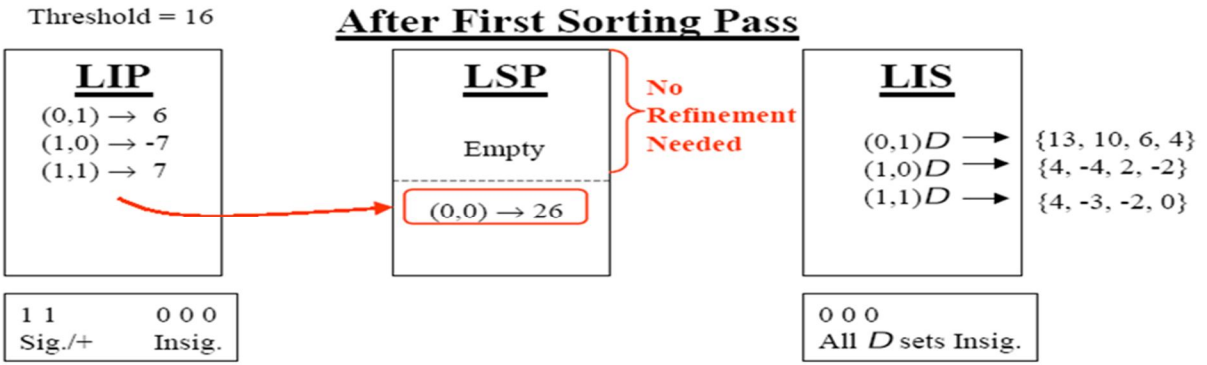 Threshold = 16
After First Sorting Pass
LIP
(0,1) → 6
(1,0) → -7
(1,1) → 7
LSP
Empty
(0,0) → 26
No
Refinement
Needed
LIS
(0,1)D → {13, 10, 6, 4}
(1,0)D → {4, -4, 2, -2}
(1,1)D → {4, -3, -2, 0}
1 1 0 0 0
Sig./+ Insig.
0 0 0
All D sets Insig.